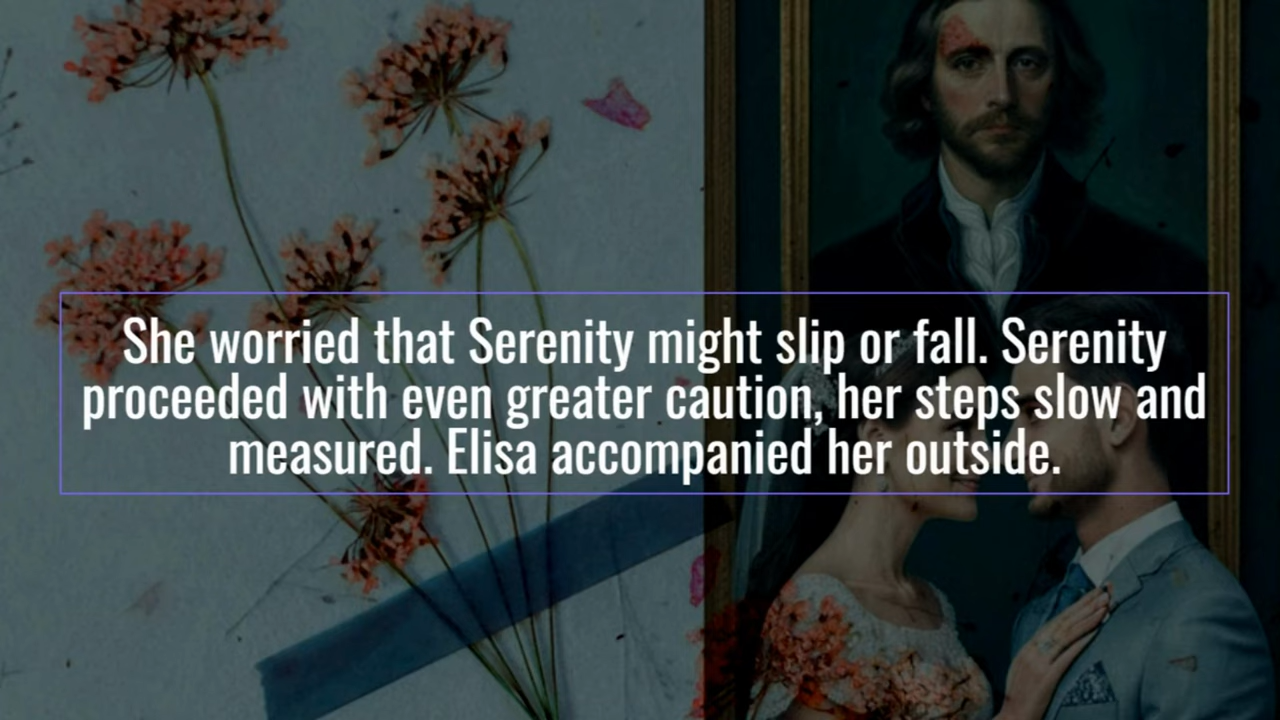 She worried that Serenity might slip or fall. Serenity
proceeded with even greater caution, her steps slow and
measured. Elisa accompanied her outside.